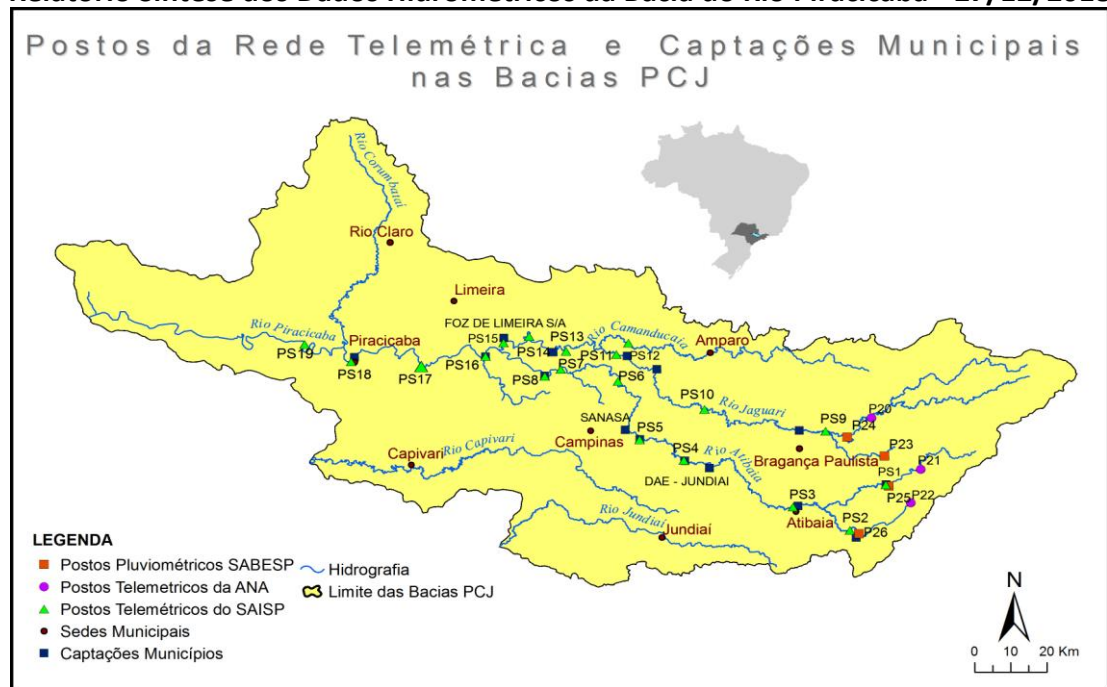 Relatório Síntese dos Dados Hidrométricos da Bacia do Rio Piracicaba - 27/12/2018
Postos da Rede Telemétrica e Captações Municipais
nas Bacias PCJ
Rio Corumbataí
Rio Claro
Limeira
FOZ DE LIMEIRA S/A
Rio Piracicaba
Piracicaba
PS19
PS18
PS17
PS16
PS15
PS14
PS13
PS11
PS12
Rio Camanducaia
Amparo
PS8
PS7
PS6
PS10
Rio Jaguari
PS9
P20
P24
P23
SANASA
Campinas
PS5
PS4
Rio Atibaia
Bragança Paulista
PS1
P21
P25
P22
DAE - JUNDIAI
PS3
Atibaia
PS2
P26
Capivari
Rio Capivari
Rio Jundiaí
Jundiaí
LEGENDA
Postos Pluviométricos SABESP
Postos Telemetricos da ANA
Postos Telemétricos do SAISP
Sedes Municipais
Captações Municípios
Hidrografia
Limite das Bacias PCJ
N
0 10 20 Km